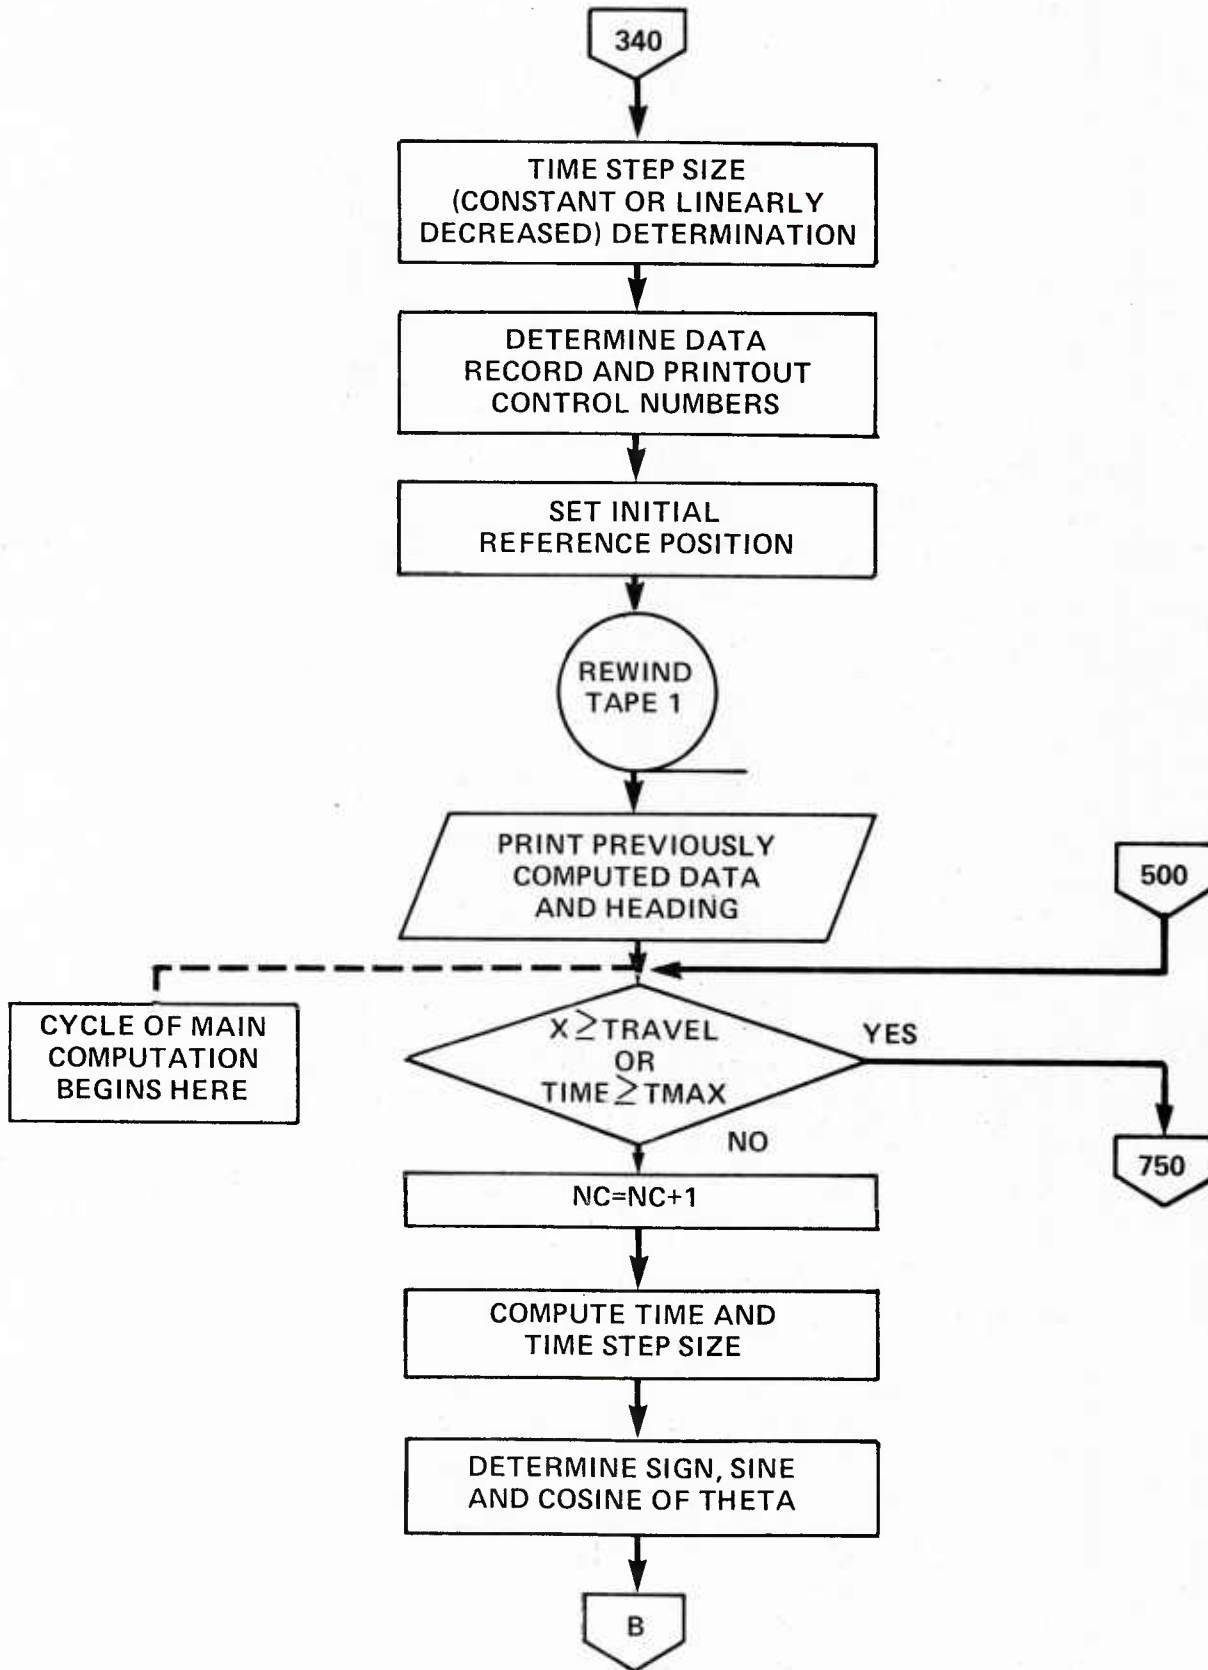 340
TIME STEP SIZE
(CONSTANT OR LINEARLY
DECREASED) DETERMINATION
DETERMINE DATA
RECORD AND PRINTOUT
CONTROL NUMBERS
SET INITIAL
REFERENCE POSITION
REWIND
TAPE 1
PRINT PREVIOUSLY
COMPUTED DATA
AND HEADING
500
CYCLE OF MAIN
COMPUTATION
BEGINS HERE
X ≥ TRAVEL
OR
TIME ≥ TMAX
YES
NO
750
NC=NC+1
COMPUTE TIME AND
TIME STEP SIZE
DETERMINE SIGN, SINE
AND COSINE OF THETA
B